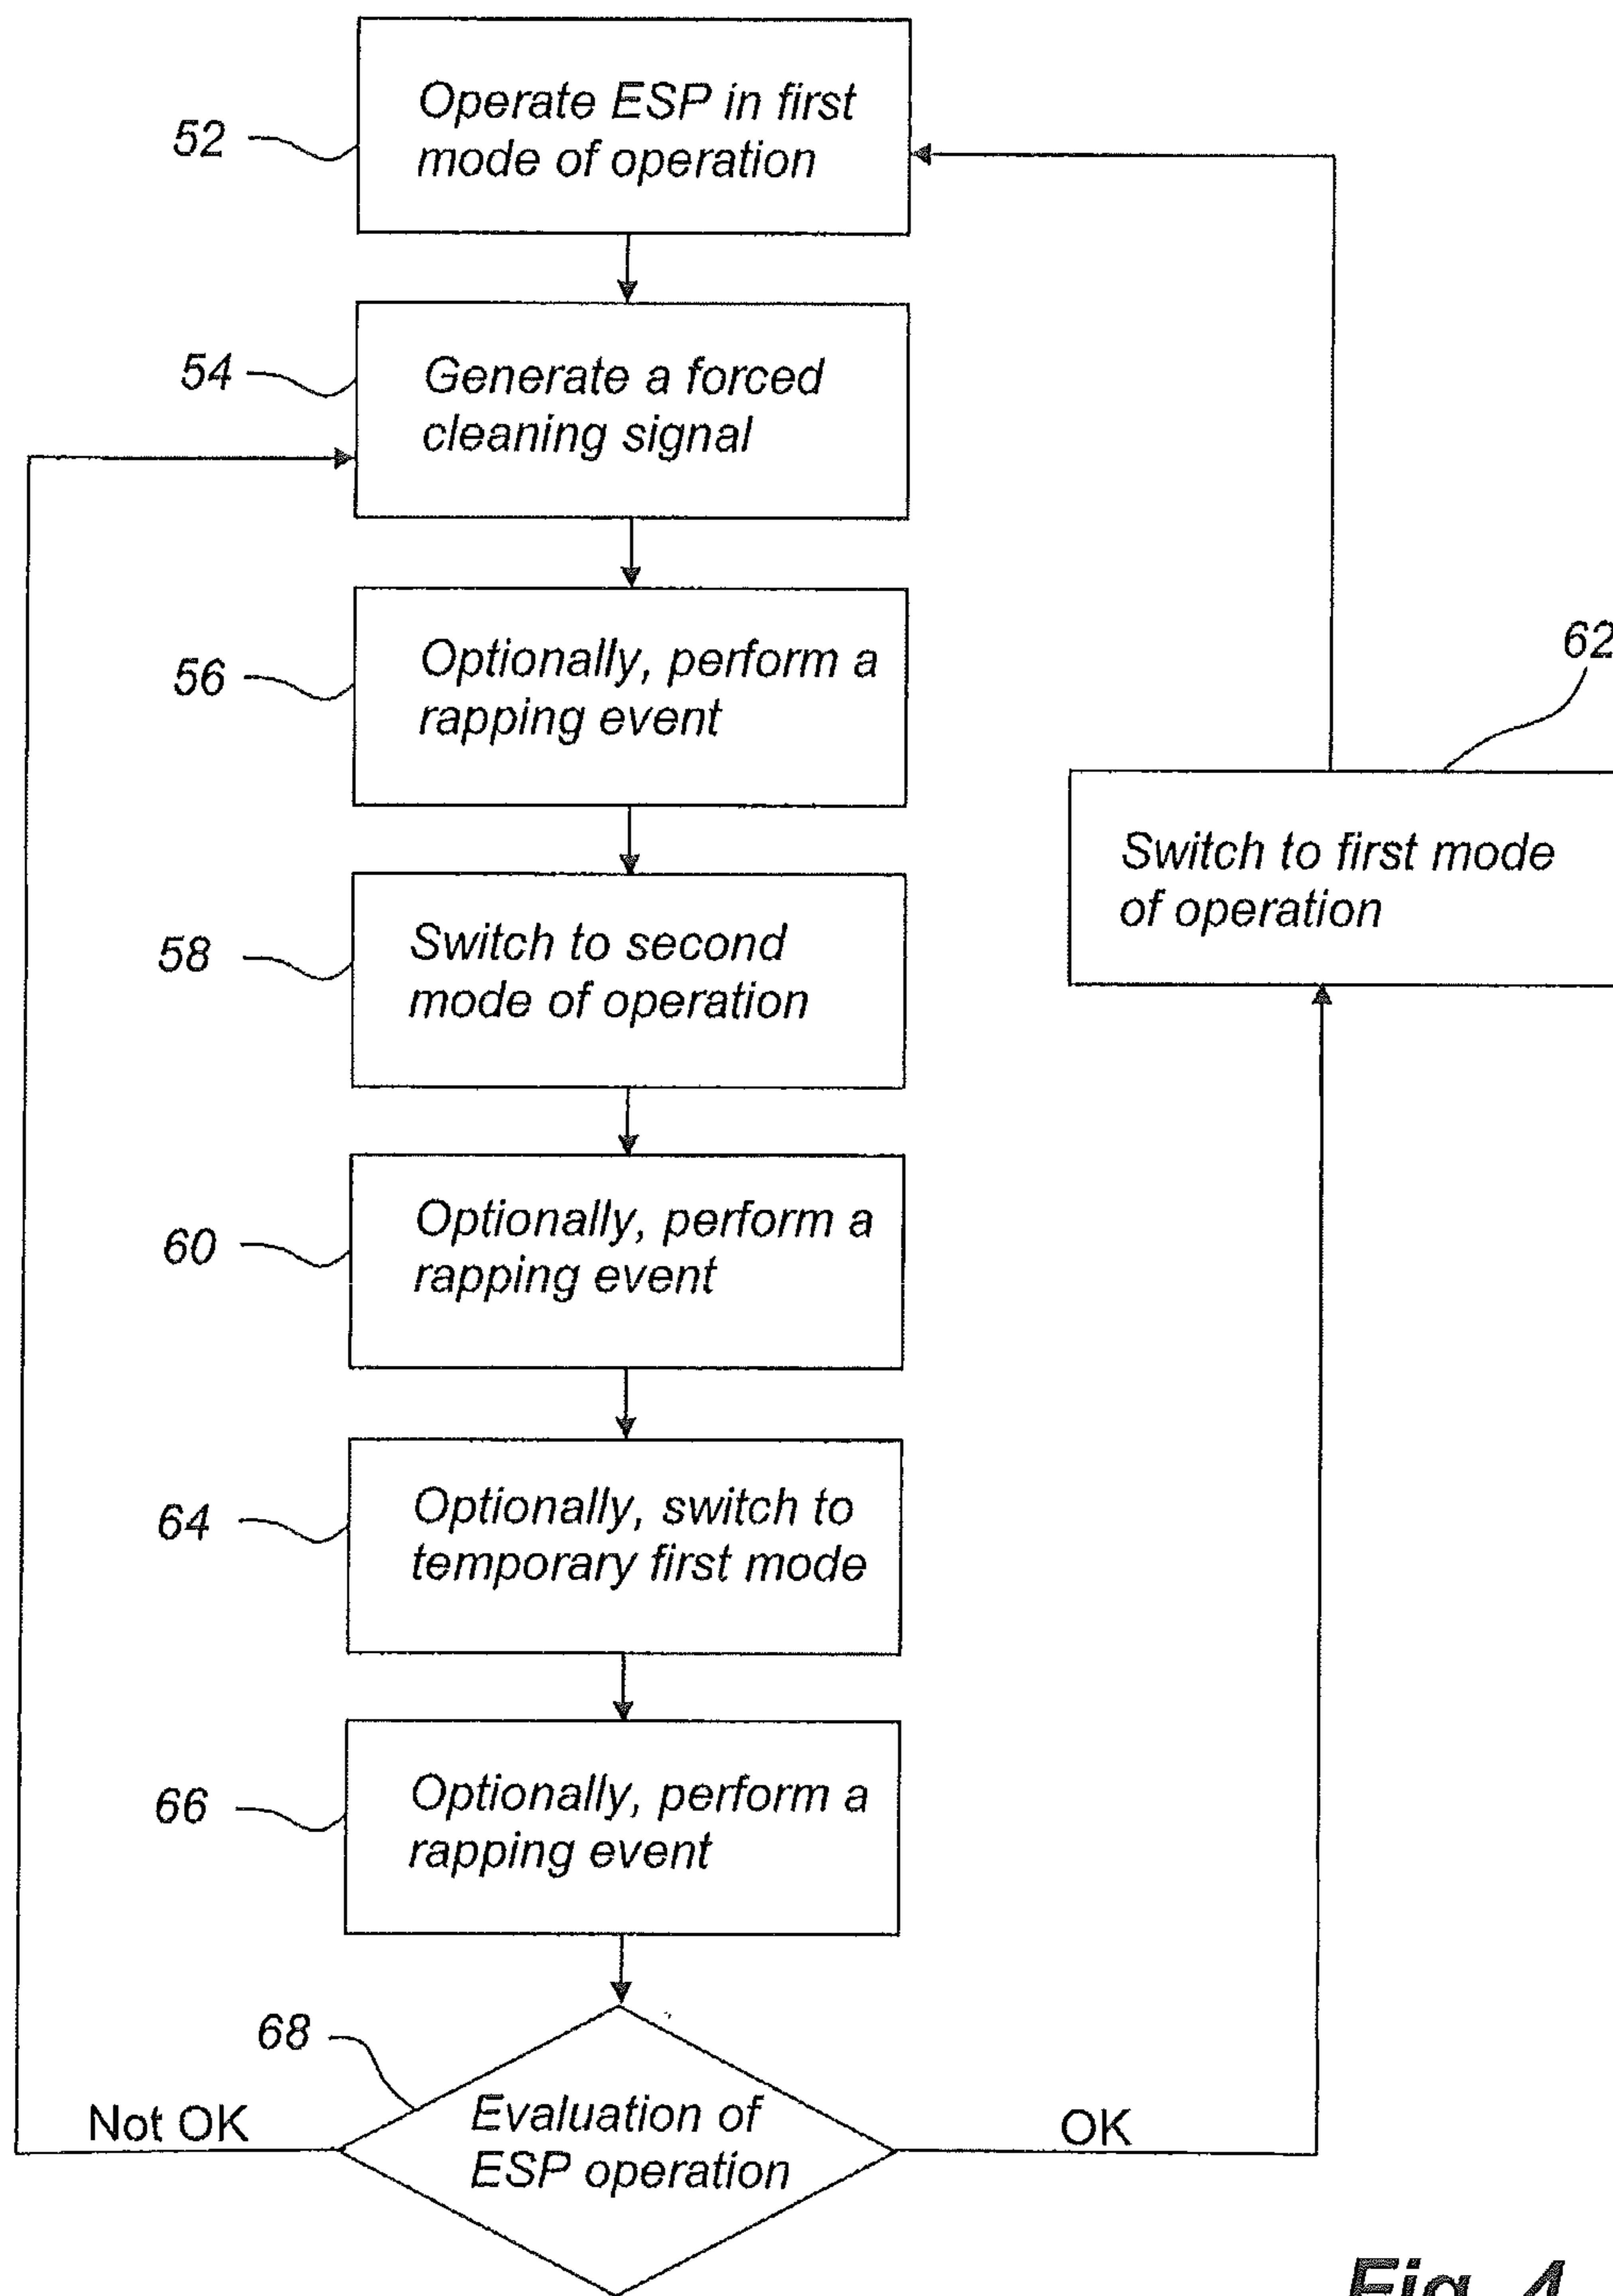 52
Operate ESP in first
mode of operation
54
Generate a forced
cleaning signal
56
Optionally, perform a
rapping event
62
Switch to first mode
of operation
58
Switch to second
mode of operation
60
Optionally, perform a
rapping event
64
Optionally, switch to
temporary first mode
66
Optionally, perform a
rapping event
68
Evaluation of
ESP operation
Not OK
OK
Fig. 4